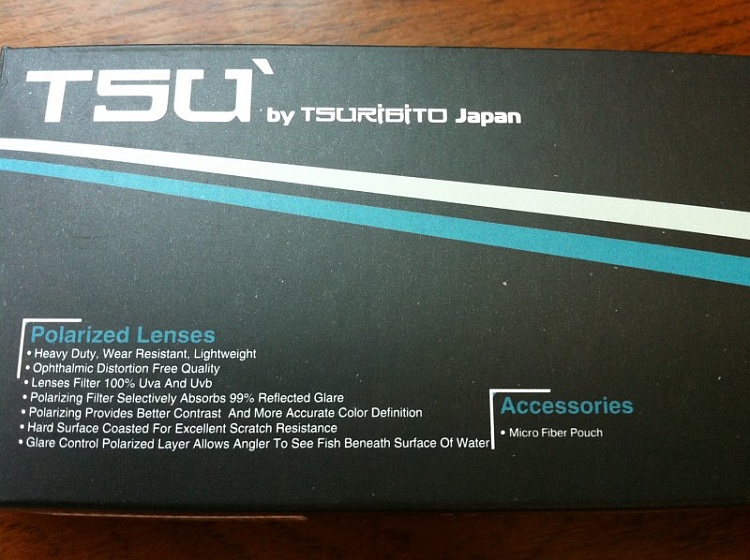 TSU` by TSURIBITO Japan
Polarized Lenses
• Heavy Duty, Wear Resistant, Lightweight
• Ophthalmic Distortion Free Quality
• Lenses Filter 100% Uva And Uvb
• Polarizing Filter Selectively Absorbs 99% Reflected Glare
• Polarizing Provides Better Contrast And More Accurate Color Definition
• Hard Surface Coasted For Excellent Scratch Resistance
• Glare Control Polarized Layer Allows Angler To See Fish Beneath Surface Of Water
Accessories
• Micro Fiber Pouch